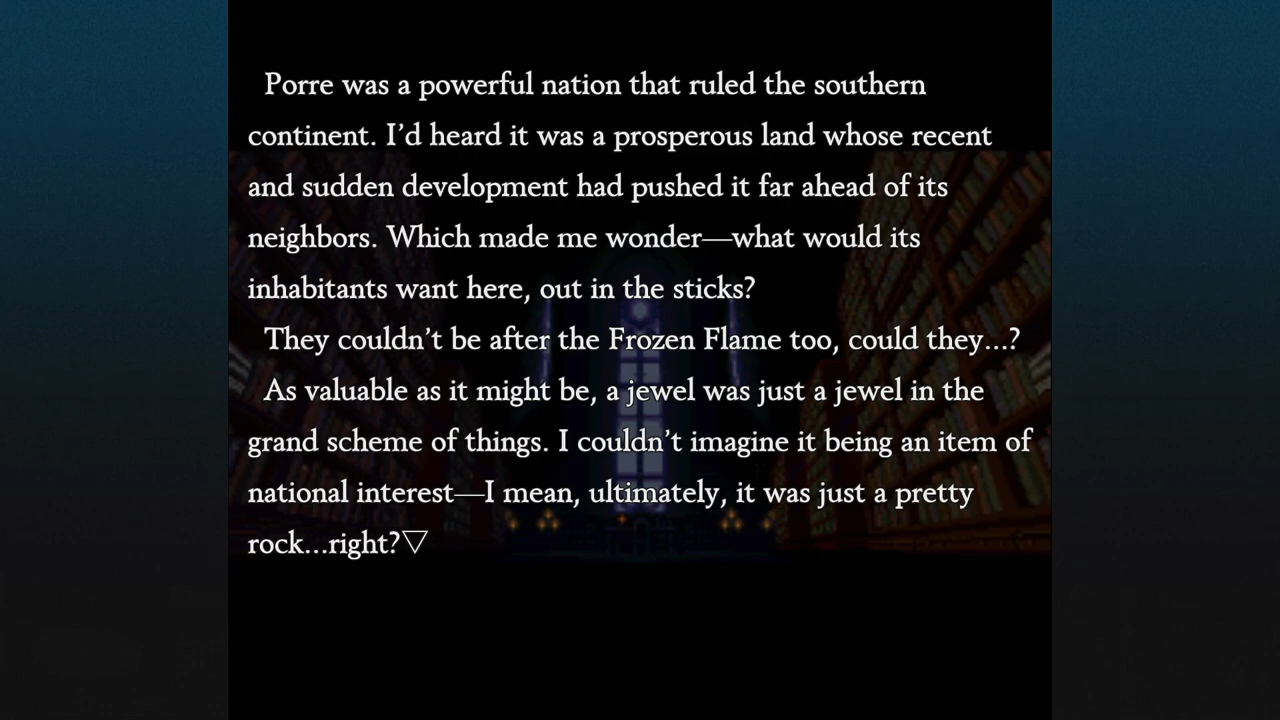 Porre was a powerful nation that ruled the southern
continent. I’d heard it was a prosperous land whose recent
and sudden development had pushed it far ahead of its
neighbors. Which made me wonder—what would its
inhabitants want here, out in the sticks?
They couldn’t be after the Frozen Flame too, could they...?
As valuable as it might be, a jewel was just a jewel in the
grand scheme of things. I couldn’t imagine it being an item of
national interest—I mean, ultimately, it was just a pretty
rock...right?▽